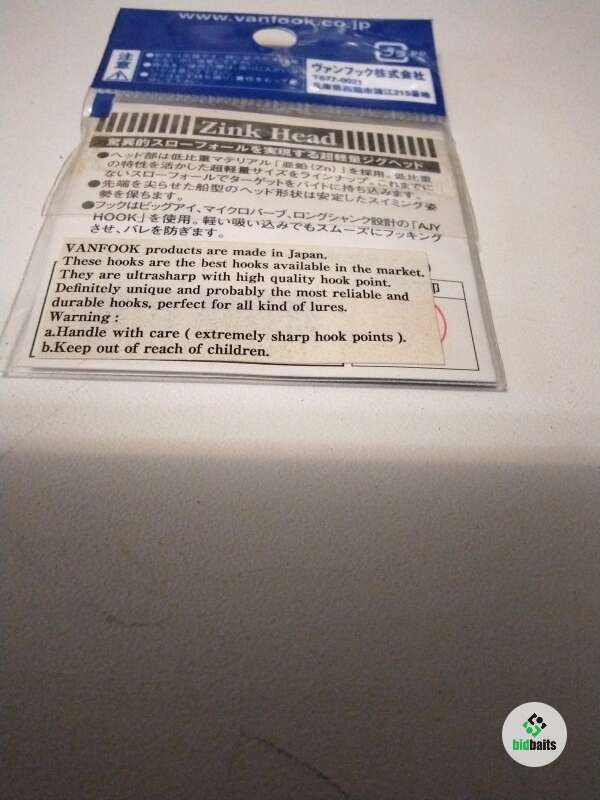 www.vanfook.co.jp
注意
プラ
PP
ヴァンフック株式会社
〒677-0021
Zink Head
驚異的スローフォールを実現する超軽量ジグヘッド
●ヘッド部は低比重マテリアル「亜鉛(Zn)」を採用。低比重
の特性を活かした超軽量サイズをラインナップ。これまでに
ないスローフォールでターゲットをバイトに持ち込みます。
●先端を尖らせた船型のヘッド形状は安定したスイミング姿
勢を保ちます。
●フックはビッグアイ、マイクロバーブ、ロングシャンク設計の「AJY
HOOK」を使用。軽い吸い込みでもスムーズにフッキング
させ、バレを防ぎます。
VANFOOK products are made in Japan.
These hooks are the best hooks available in the market.
They are ultrasharp with high quality hook point.
Definitely unique and probably the most reliable and
durable hooks, perfect for all kind of lures.
Warning :
a.Handle with care ( extremely sharp hook points ).
b.Keep out of reach of children.
印
bidbaits